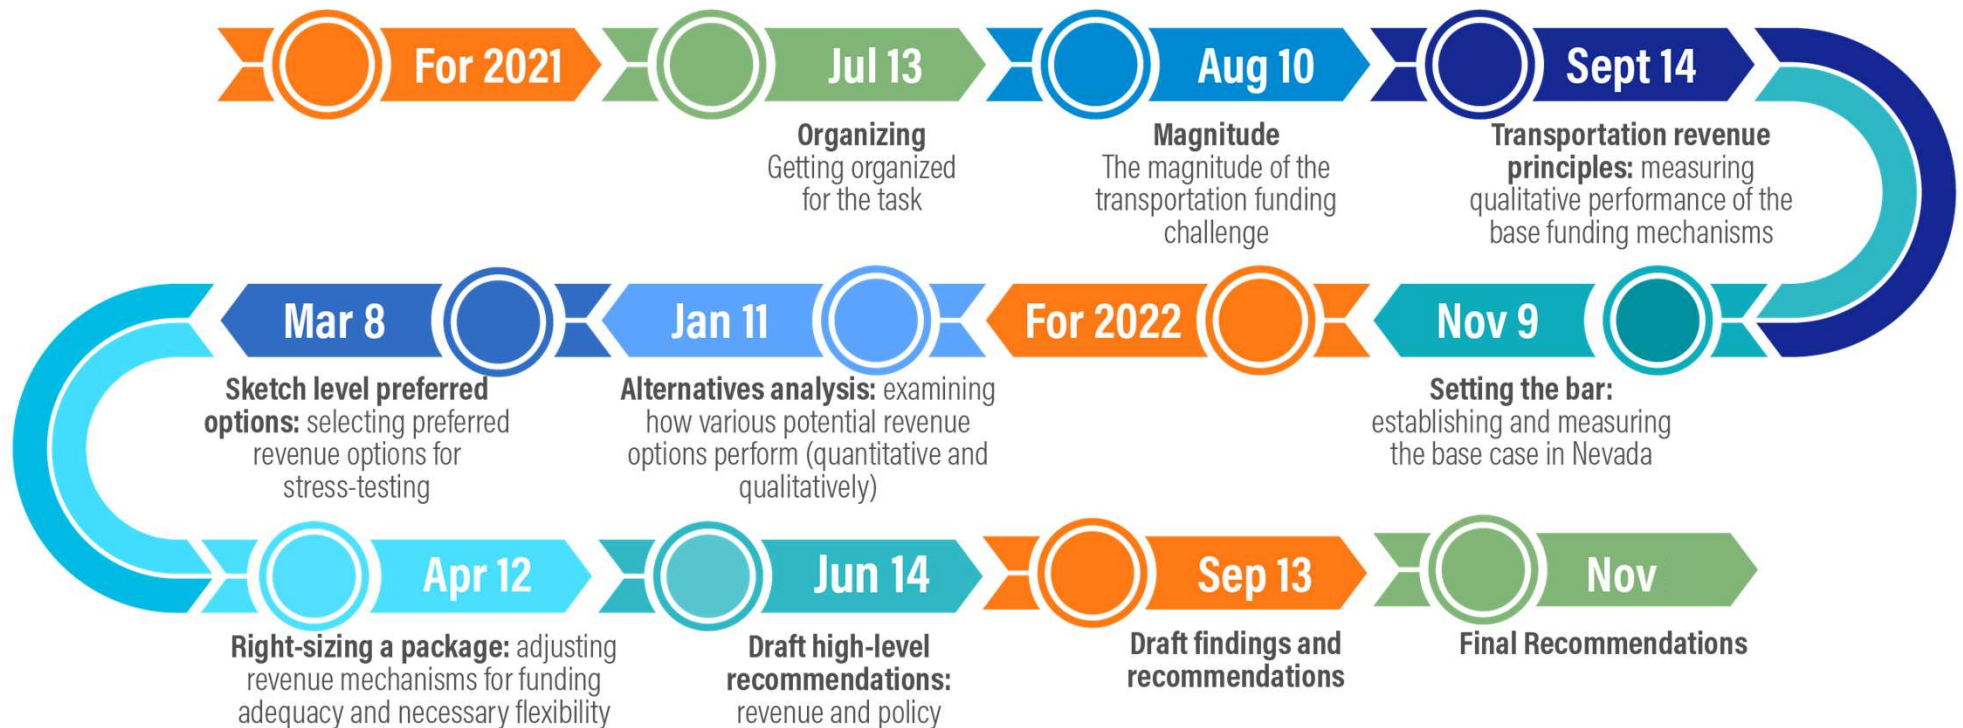 For 2021
Jul 13
Organizing
Getting organized
for the task
Aug 10
Magnitude
The magnitude of the
transportation funding
challenge
Sept 14
Transportation revenue
principles: measuring
qualitative performance of the
base funding mechanisms
Nov 9
Setting the bar:
establishing and measuring
the base case in Nevada
For 2022
Jan 11
Alternatives analysis: examining
how various potential revenue
options perform (quantitative and
qualitatively)
Mar 8
Sketch level preferred
options: selecting preferred
revenue options for
stress-testing
Apr 12
Right-sizing a package: adjusting
revenue mechanisms for funding
adequacy and necessary flexibility
Jun 14
Draft high-level
recommendations:
revenue and policy
Sep 13
Draft findings and
recommendations
Nov
Final Recommendations